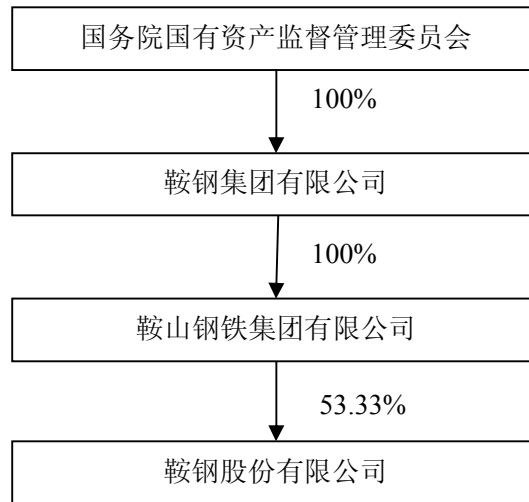 国务院国有资产监督管理委员会
100%
鞍钢集团有限公司
100%
鞍山钢铁集团有限公司
53.33%
鞍钢股份有限公司